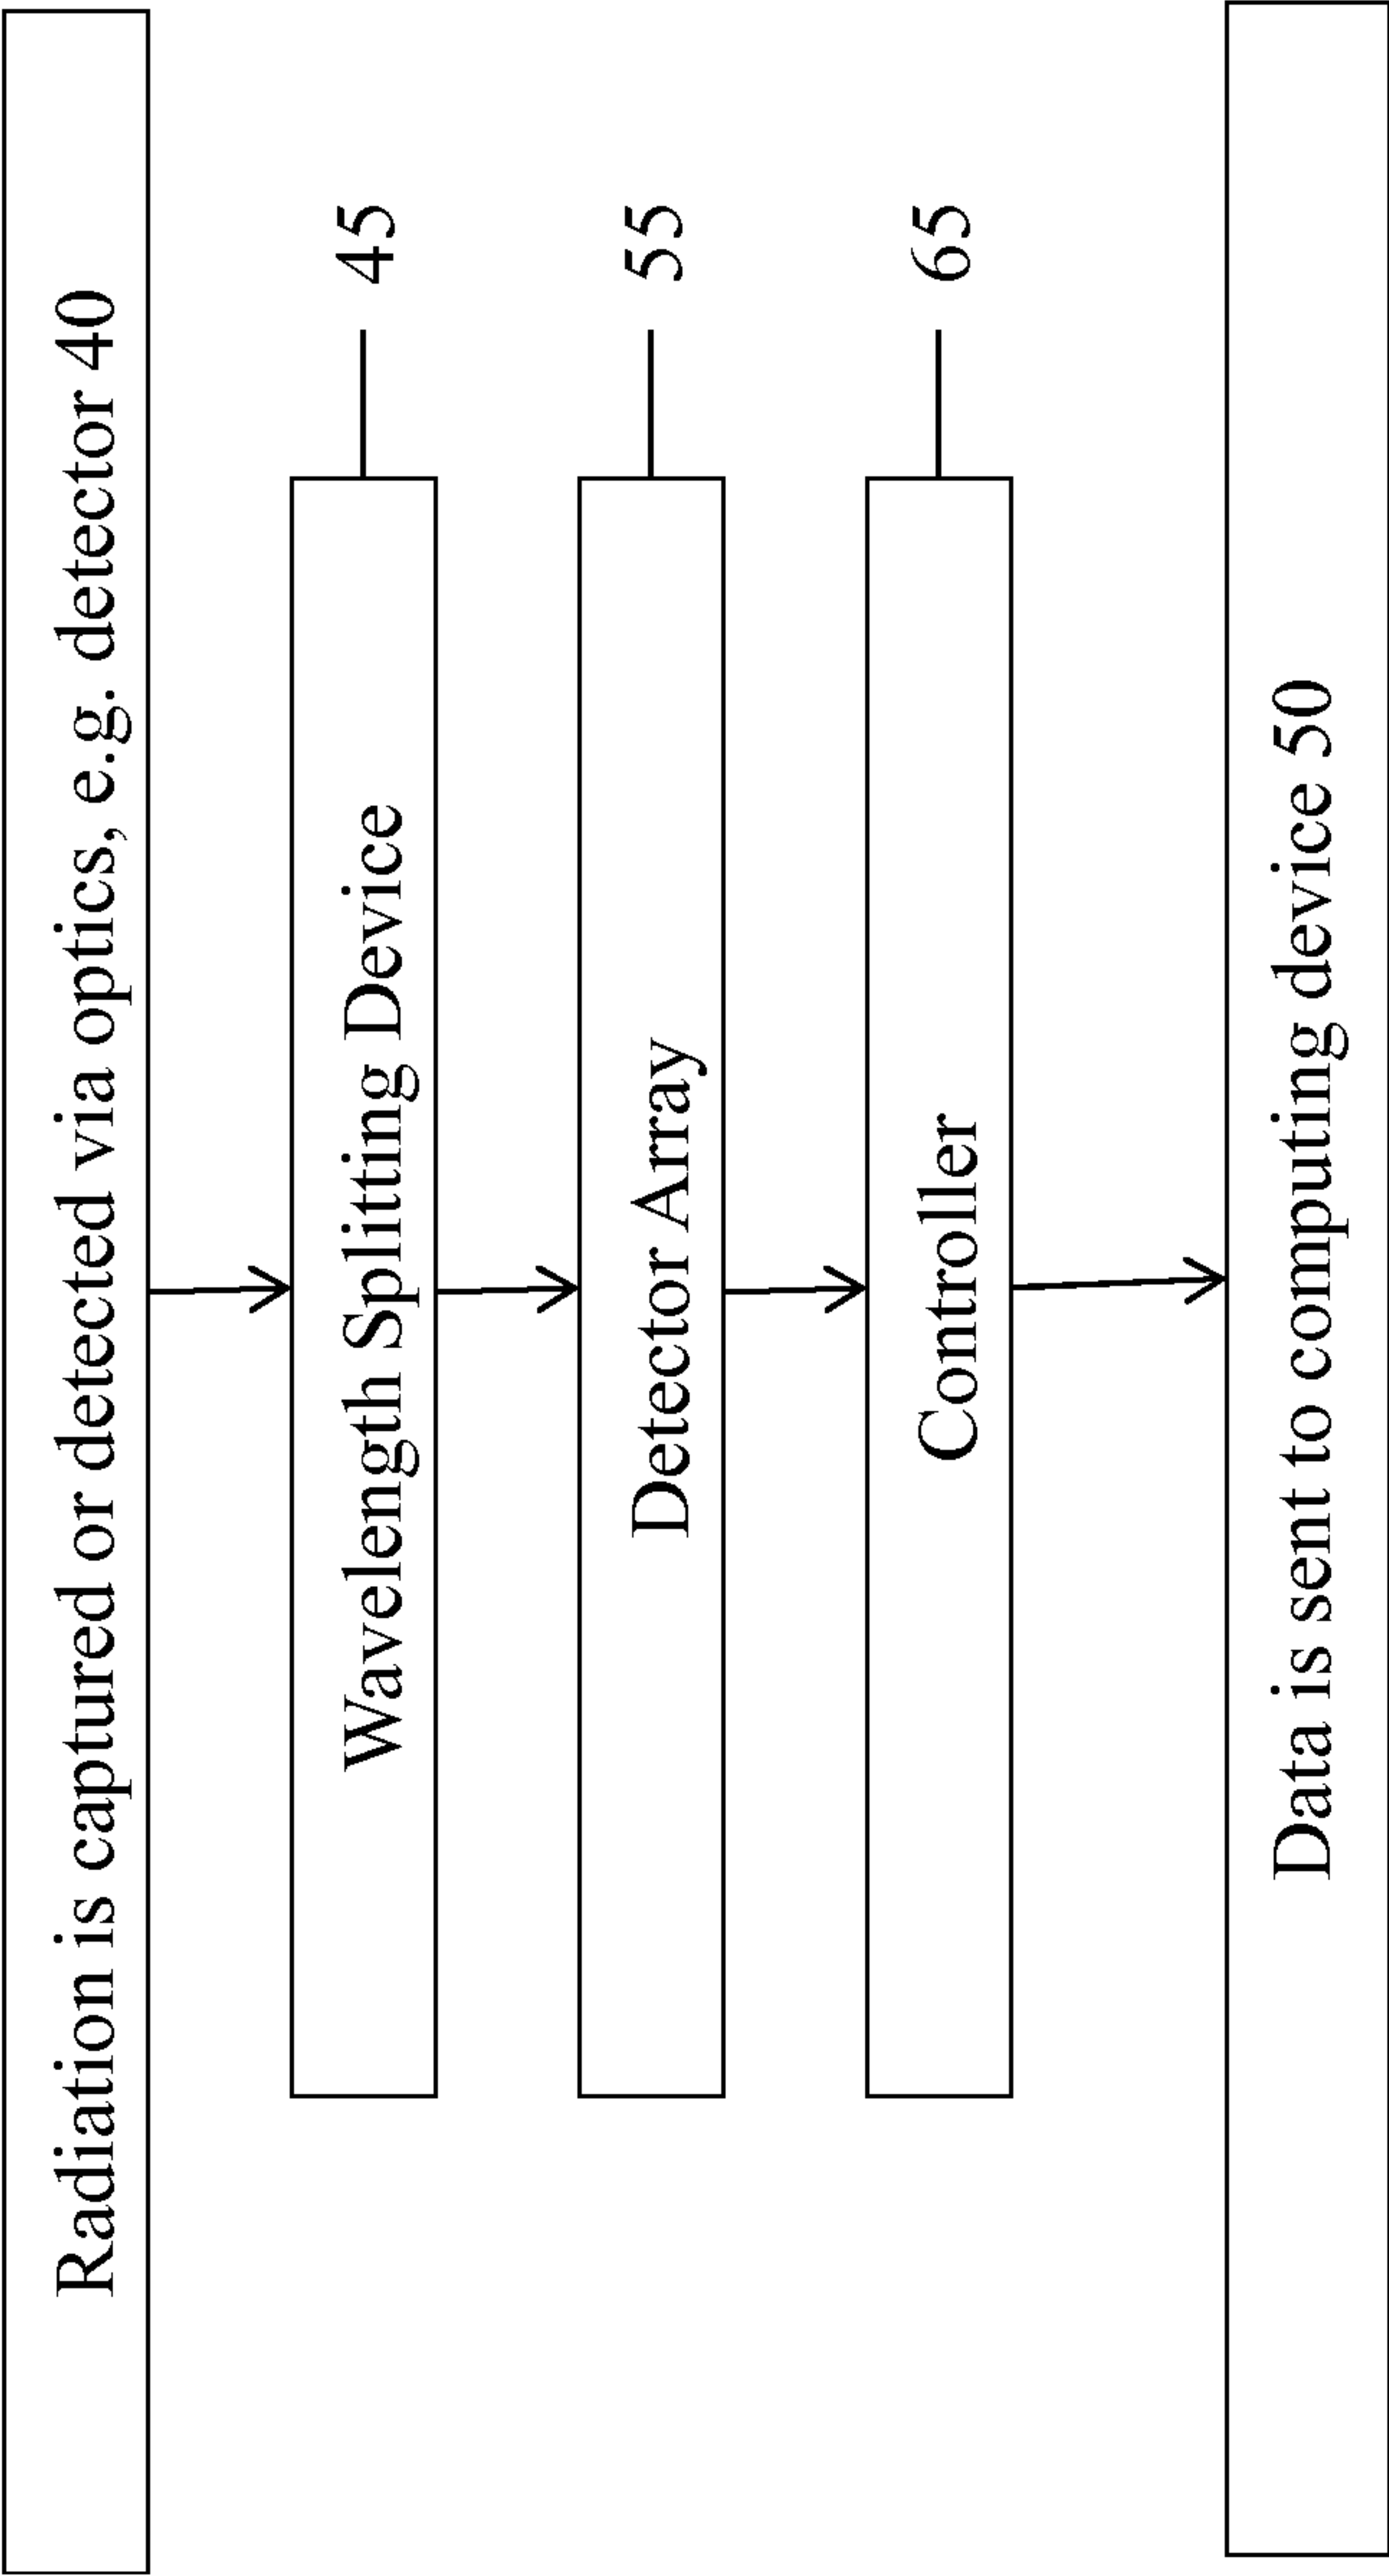 Radiation is captured or detected via optics, e.g. detector 40
Wavelength Splitting Device
45
Detector Array
55
Controller
65
Data is sent to computing device 50